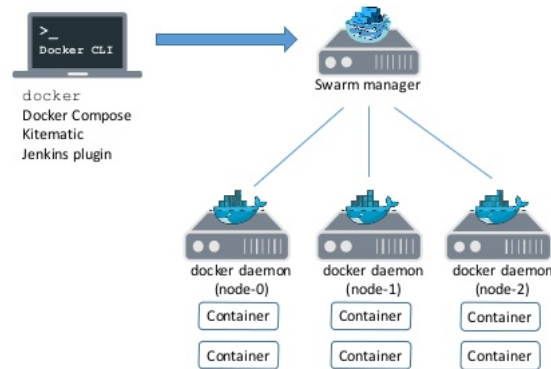 >_
Docker CLI
docker
Docker Compose
Kitematic
Jenkins plugin
Swarm manager
docker daemon
(node-0)
docker daemon
(node-1)
docker daemon
(node-2)
Container
Container
Container
Container
Container
Container